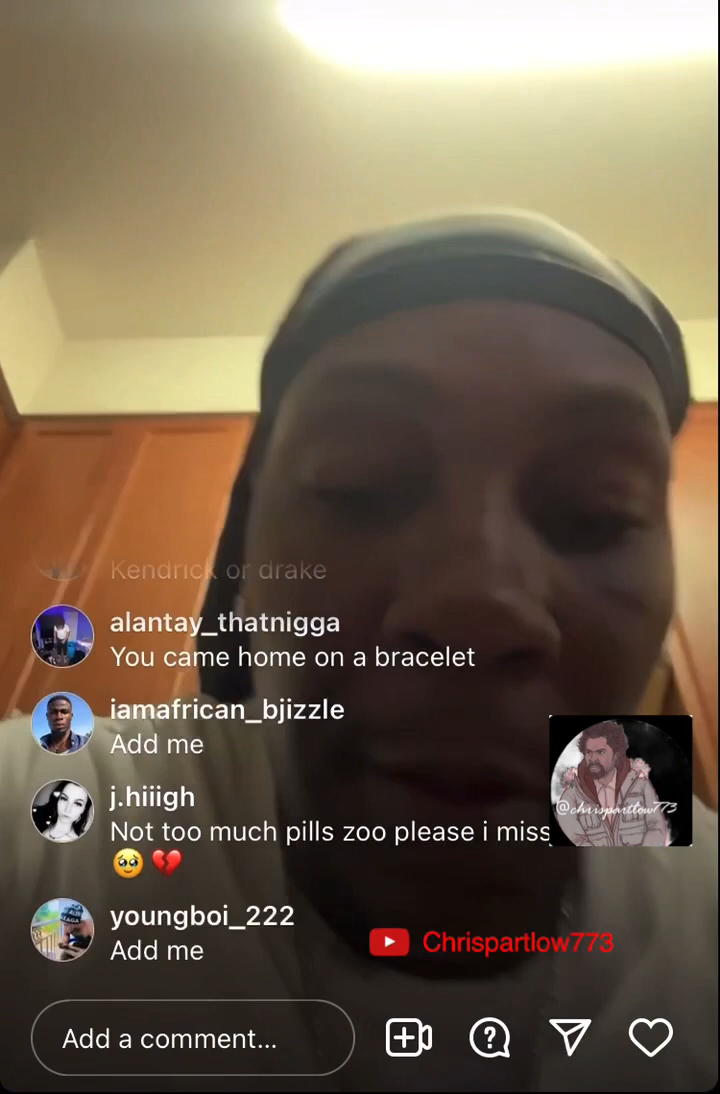 Kendrick or drake
alantay_thatnigga
You came home on a bracelet
iamafrican_bjizzle
Add me
j.hiiigh
Not too much pills zoo please i miss
🥹 💔
@chrispartlow773
youngboi_222
Add me
Chrispartlow773
Add a comment...